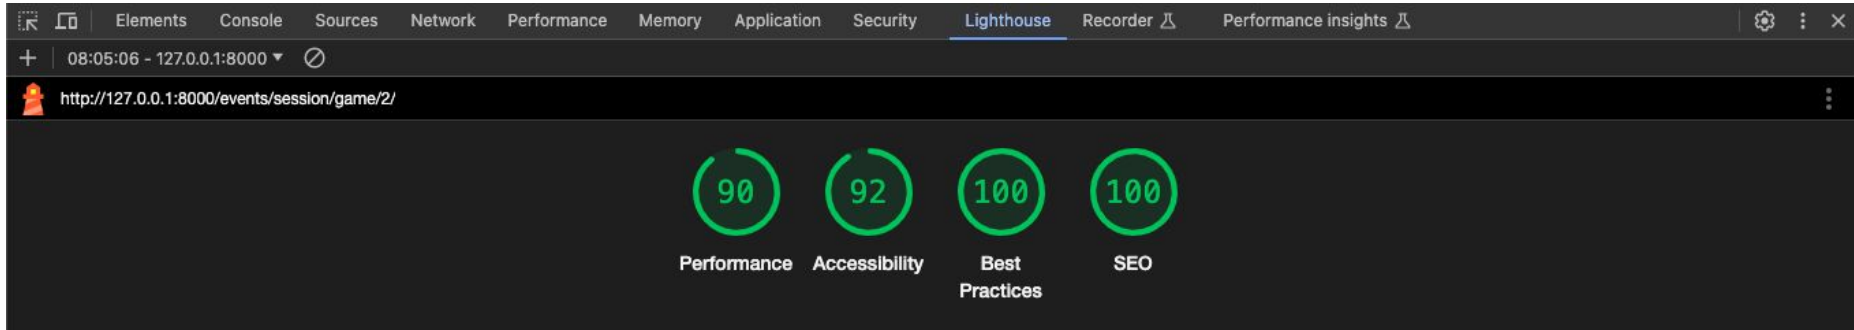 Elements Console Sources Network Performance Memory Application Security Lighthouse Recorder Performance insights
08:05:06 - 127.0.0.1:8000
http://127.0.0.1:8000/events/session/game/2/
90 92 100 100
Performance Accessibility Best Practices SEO